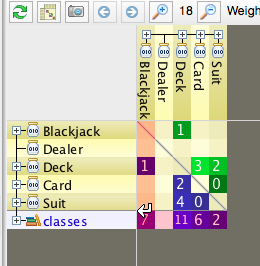 18 Weigh
Blackjack
Dealer
Deck
Card
Suit
Blackjack 1
Dealer
Deck 1 3 2
Card 2 0
Suit 4 0
classes 7 11 6 2